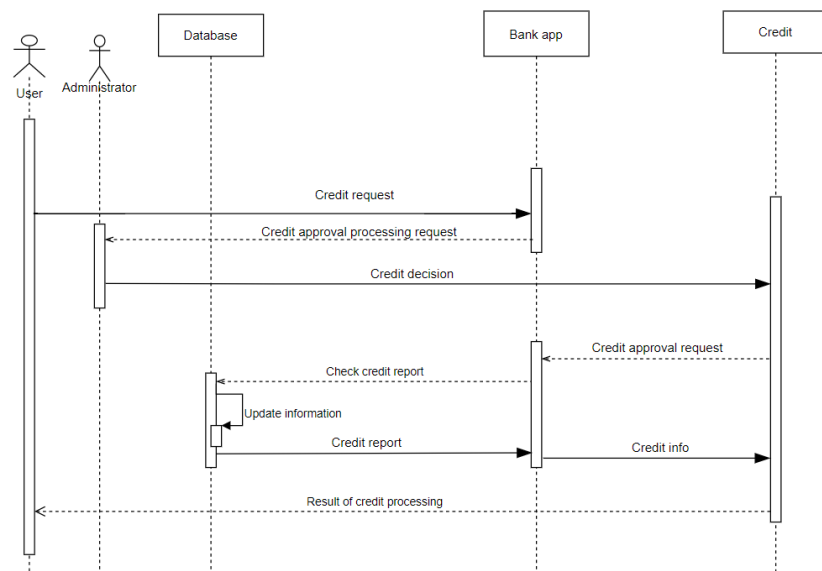 Database
Bank app
Credit
User
Administrator
Credit request
Credit approval processing request
Credit decision
Credit approval request
Check credit report
Update information
Credit report
Credit info
Result of credit processing